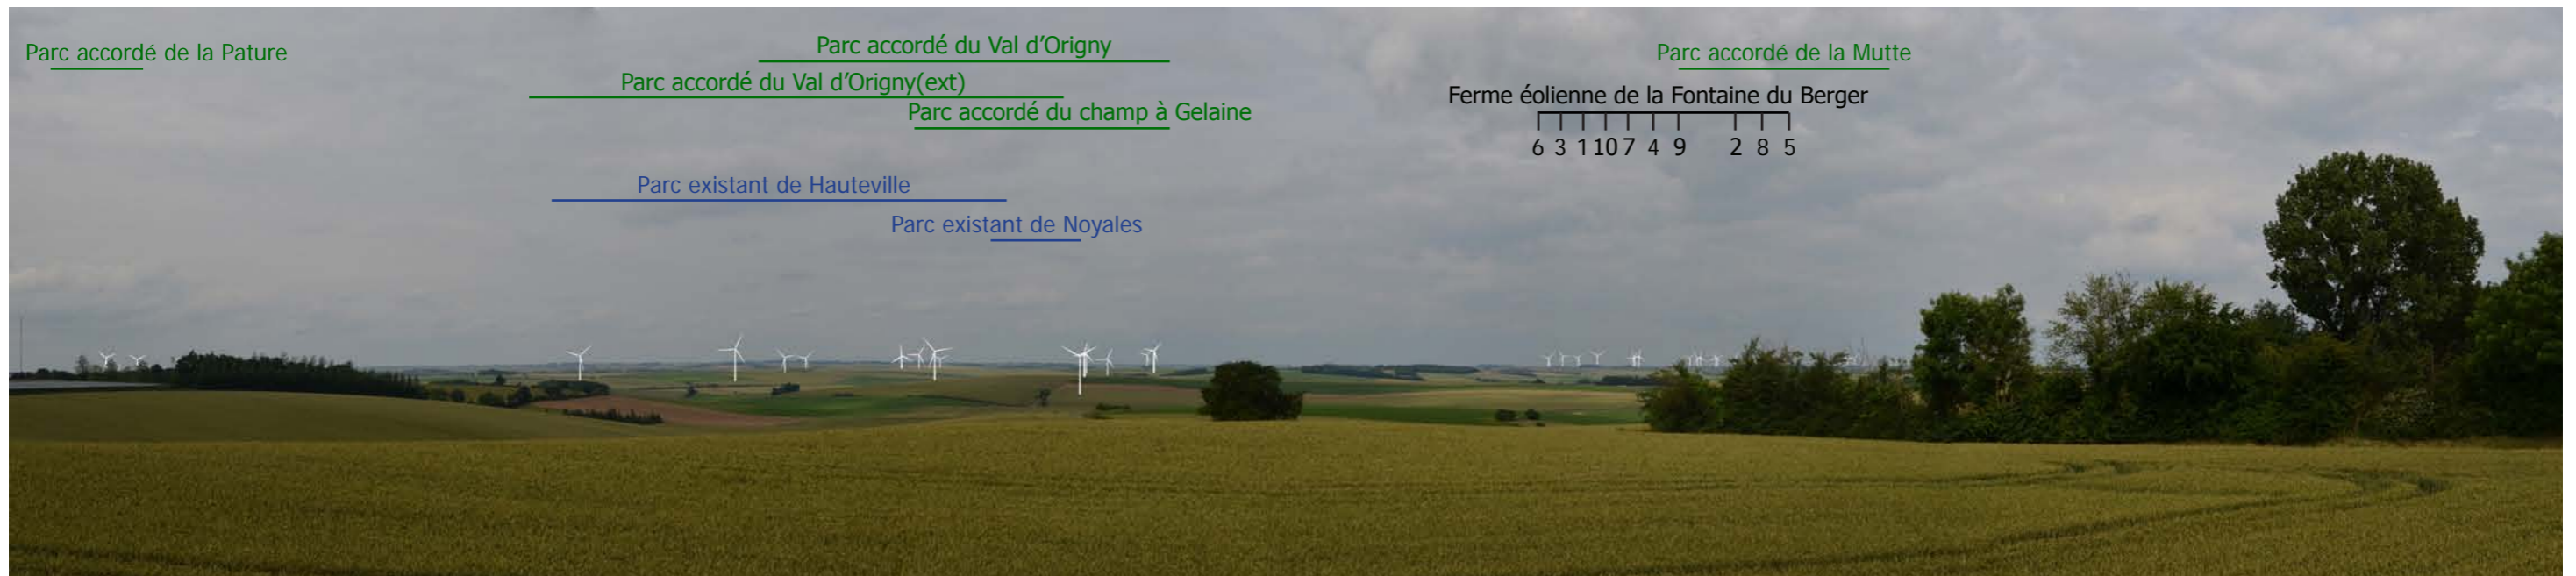 Parc accordé de la Pature
Parc accordé du Val d'Origny
Parc accordé du Val d'Origny(ext)
Parc accordé du champ à Gelaine
Parc existant de Hauteville
Parc existant de Noyales
Parc accordé de la Mutte
Ferme éolienne de la Fontaine du Berger
6 3 1 10 7 4 9 2 8 5